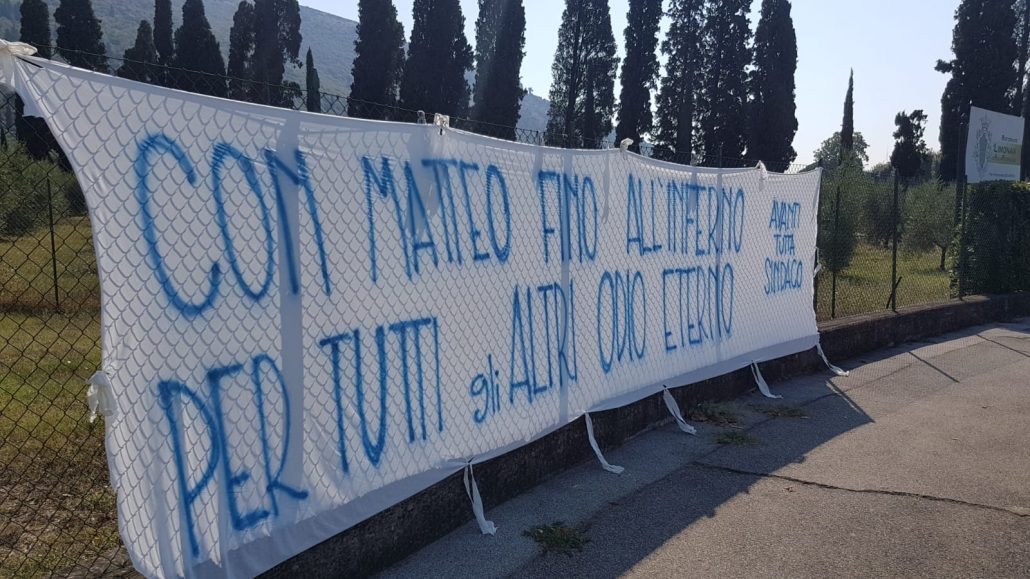 CON MATTEO FINO ALL'INFERNO
PER TUTTI gli ALTRI ODIO ETERNO
AVANTI
TUTTA
SINDACO